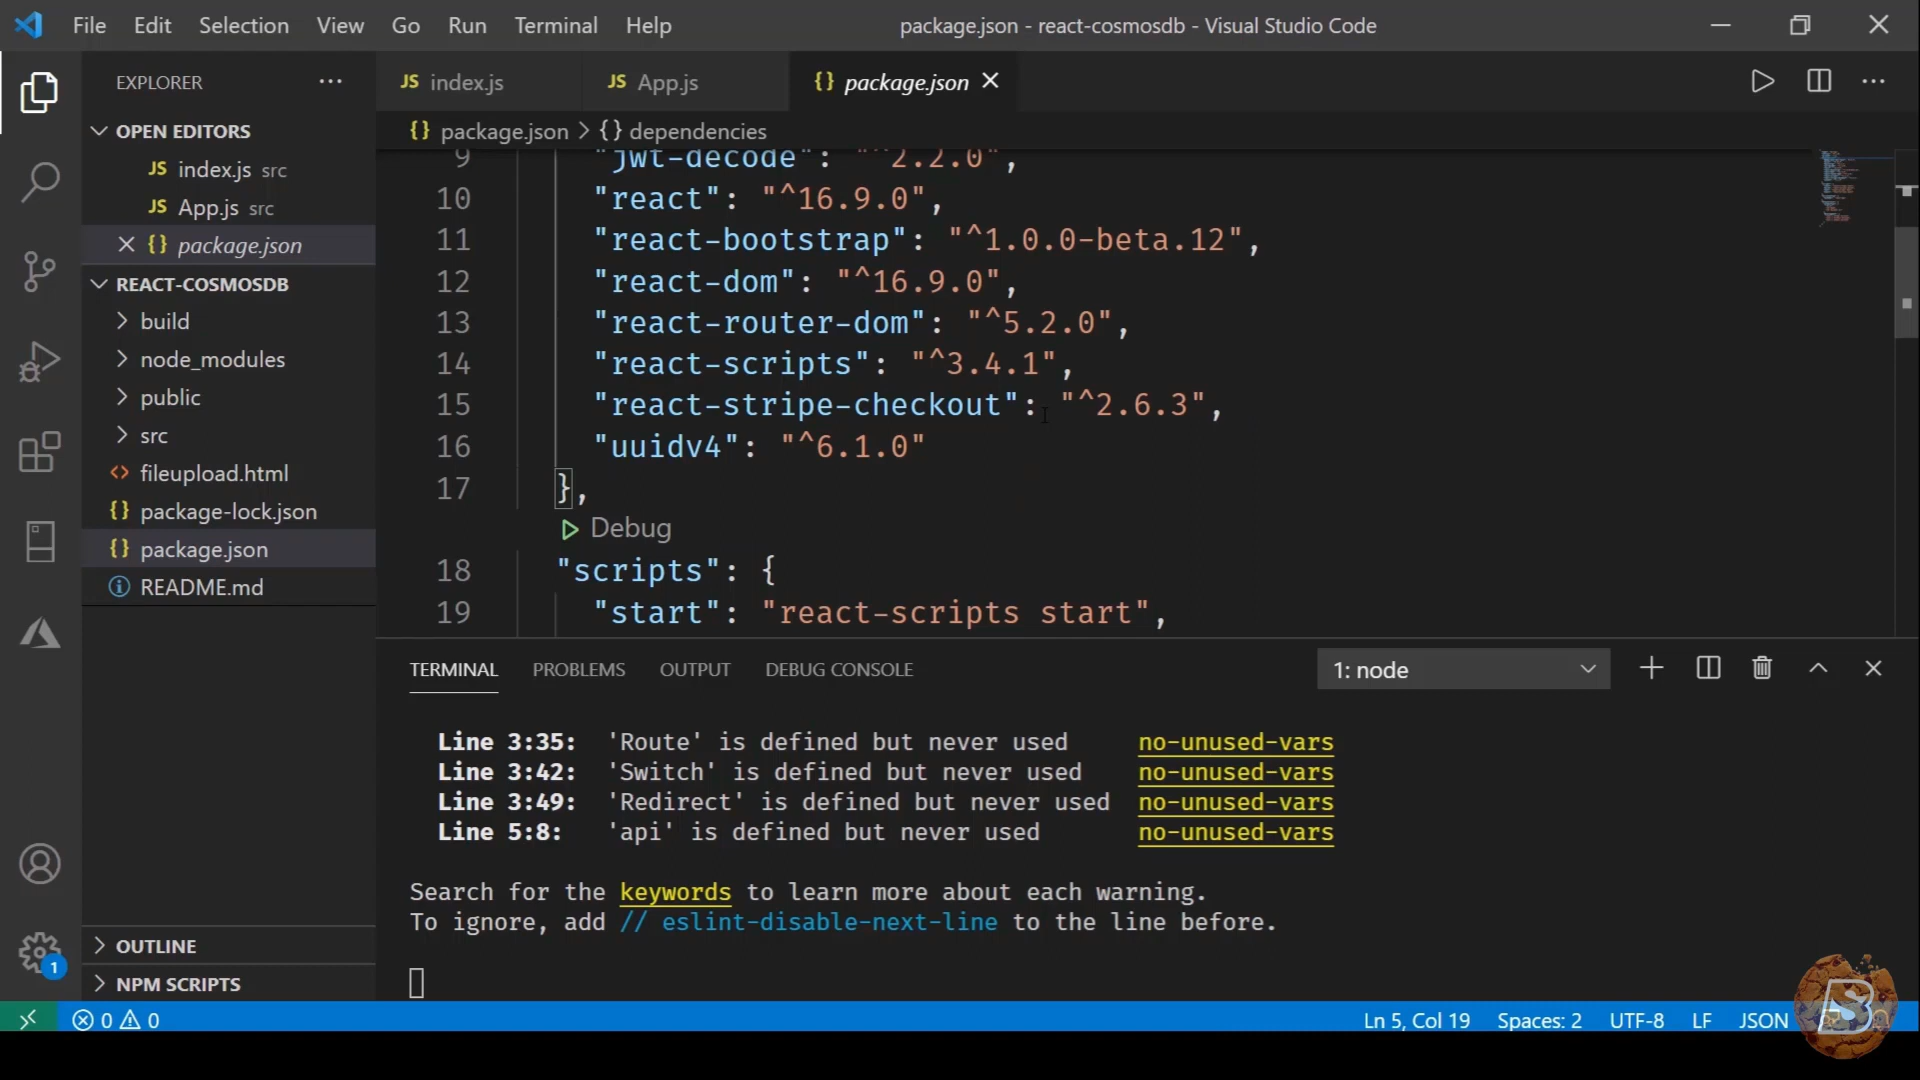 File Edit Selection View Go Run Terminal Help
package.json - react-cosmosdb - Visual Studio Code
EXPLORER
OPEN EDITORS
JS index.js src
JS App.js src
{} package.json
REACT-COSMOSDB
build
node_modules
public
src
<> fileupload.html
{} package-lock.json
{} package.json
README.md
OUTLINE
NPM SCRIPTS
1
JS index.js
JS App.js
{} package.json
{} package.json > {} dependencies
9 "jwt-decode": "^2.2.0",
10 "react": "^16.9.0",
11 "react-bootstrap": "^1.0.0-beta.12",
12 "react-dom": "^16.9.0",
13 "react-router-dom": "^5.2.0",
14 "react-scripts": "^3.4.1",
15 "react-stripe-checkout": "^2.6.3",
16 "uuidv4": "^6.1.0"
17 },
Debug
18 "scripts": {
19 "start": "react-scripts start",
TERMINAL PROBLEMS OUTPUT DEBUG CONSOLE
1: node
Line 3:35: 'Route' is defined but never used no-unused-vars
Line 3:42: 'Switch' is defined but never used no-unused-vars
Line 3:49: 'Redirect' is defined but never used no-unused-vars
Line 5:8: 'api' is defined but never used no-unused-vars
Search for the keywords to learn more about each warning.
To ignore, add // eslint-disable-next-line to the line before.
0 0
Ln 5, Col 19 Spaces: 2 UTF-8 LF JSON
B